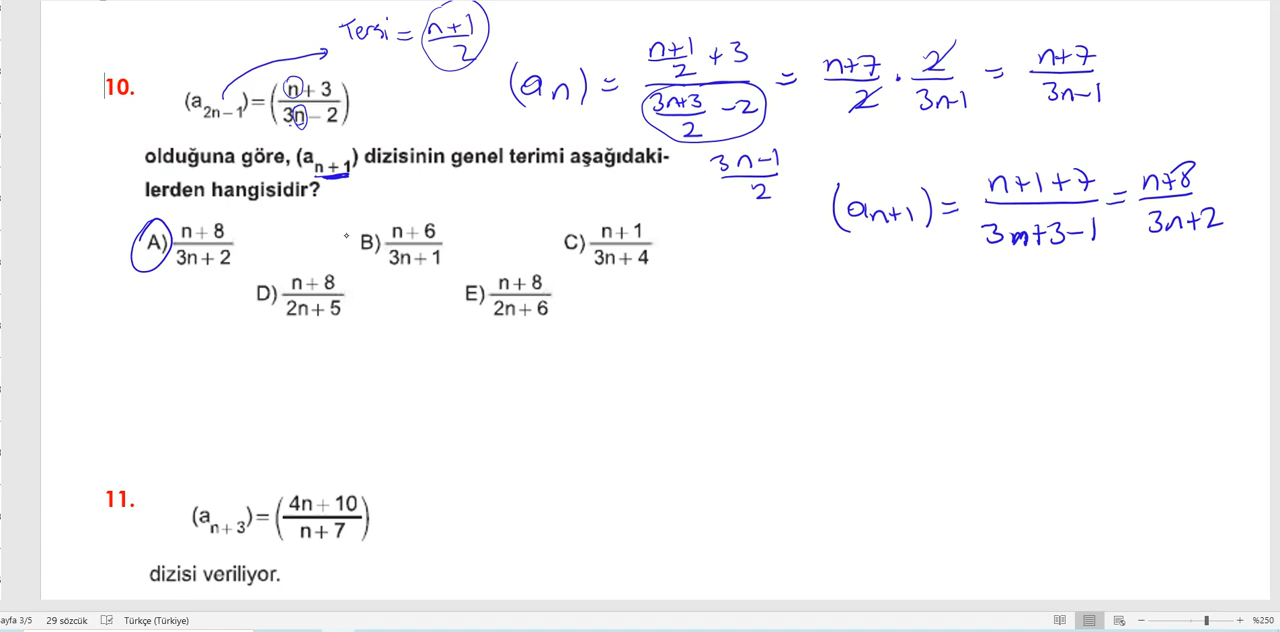 Tersi = n+1/2
10. (a_{2n-1}) = (n+3/3n-2)
(a_n) = (n+1/2 + 3)/(3n+3/2 - 2) = n+7/2 · 2/3n-1 = n+7/3n-1
3n-1/2
olduğuna göre, (a_{n+1}) dizisinin genel terimi aşağıdaki-
lerden hangisidir?
(a_{n+1}) = n+1+7/3n+3-1 = n+8/3n+2
A) n+8/3n+2 B) n+6/3n+1 C) n+1/3n+4
D) n+8/2n+5 E) n+8/2n+6
11. (a_{n+3}) = (4n+10/n+7)
dizisi veriliyor.
ayfa 3/5 29 sözcük Türkçe (Türkiye) - + %250